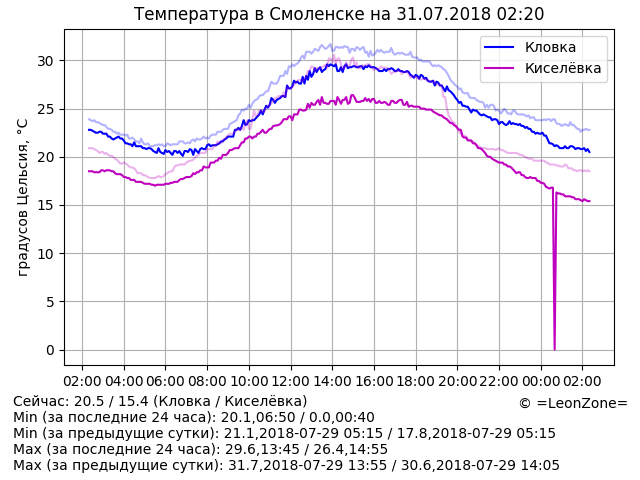 Температура в Смоленске на 31.07.2018 02:20
Кловка
Киселёвка
градусов Цельсия, °C
30
25
20
15
10
5
0
02:00 04:00 06:00 08:00 10:00 12:00 14:00 16:00 18:00 20:00 22:00 00:00 02:00
Сейчас: 20.5 / 15.4 (Кловка / Киселёвка)
© =LeonZone=
Min (за последние 24 часа): 20.1,06:50 / 0.0,00:40
Min (за предыдущие сутки): 21.1,2018-07-29 05:15 / 17.8,2018-07-29 05:15
Max (за последние 24 часа): 29.6,13:45 / 26.4,14:55
Max (за предыдущие сутки): 31.7,2018-07-29 13:55 / 30.6,2018-07-29 14:05